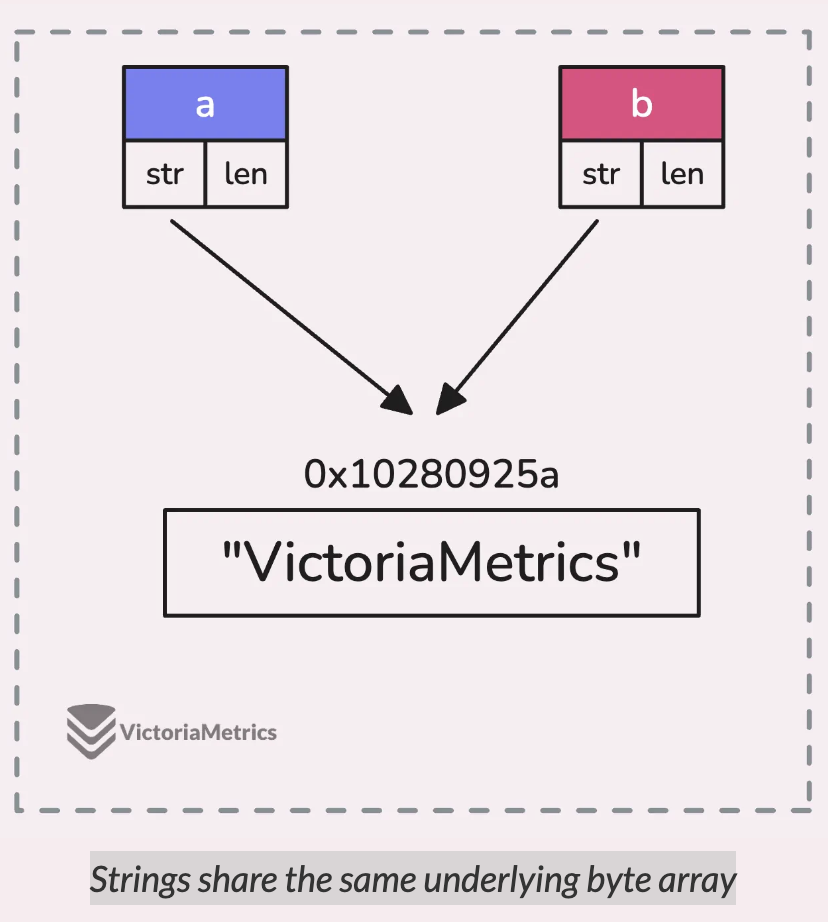 a b
str len str len
0x10280925a
"VictoriaMetrics"
VictoriaMetrics
Strings share the same underlying byte array